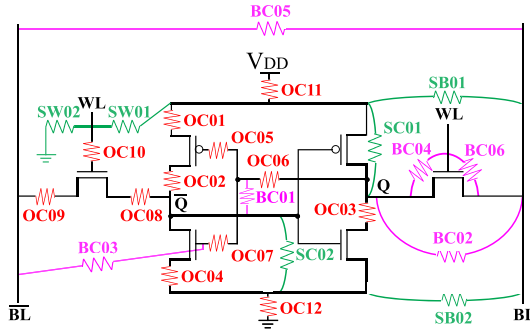 BC05
VDD
SW02 SW01 WL OC11 SB01 WL
OC01 SC01
OC10 OC05 BC04 BC06
OC02 OC06
OC09 OC08 Q BC01 OC03 Q
BC03 OC07 SC02 BC02
OC04
OC12 SB02
BL BL